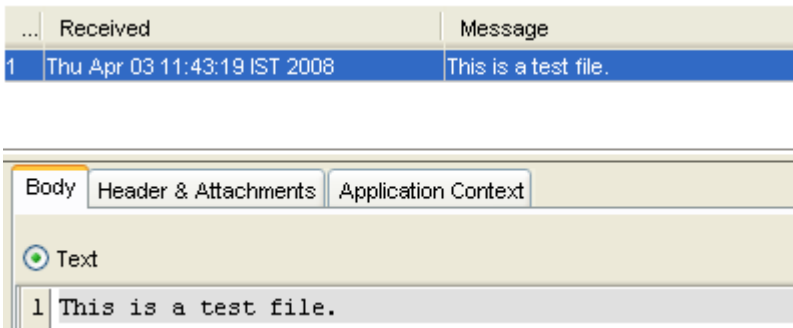 ... Received Message
1 Thu Apr 03 11:43:19 IST 2008 This is a test file.
Body Header & Attachments Application Context
Text
1 This is a test file.